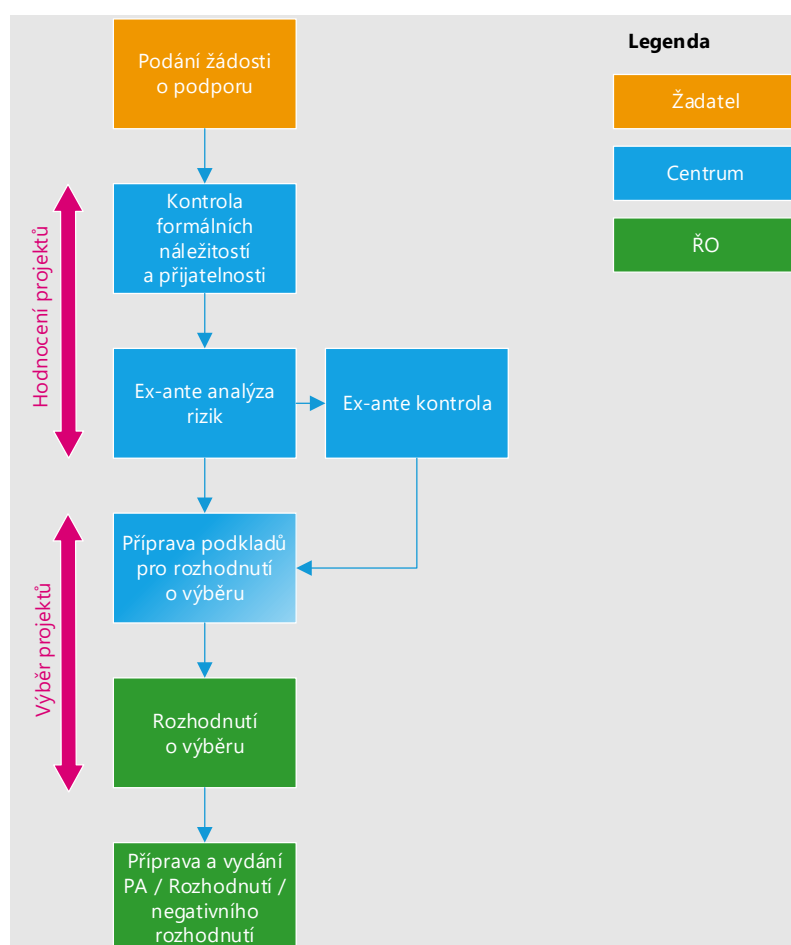 Podání žádosti
o podporu
Legenda
Žadatel
Centrum
ŘO
Hodnocení projektů
Kontrola
formálních
náležitostí
a přijatelnosti
Ex-ante analýza
rizik
Ex-ante kontrola
Výběr projektů
Příprava podkladů
pro rozhodnutí
o výběru
Rozhodnutí
o výběru
Příprava a vydání
PA / Rozhodnutí /
negativního
rozhodnutí